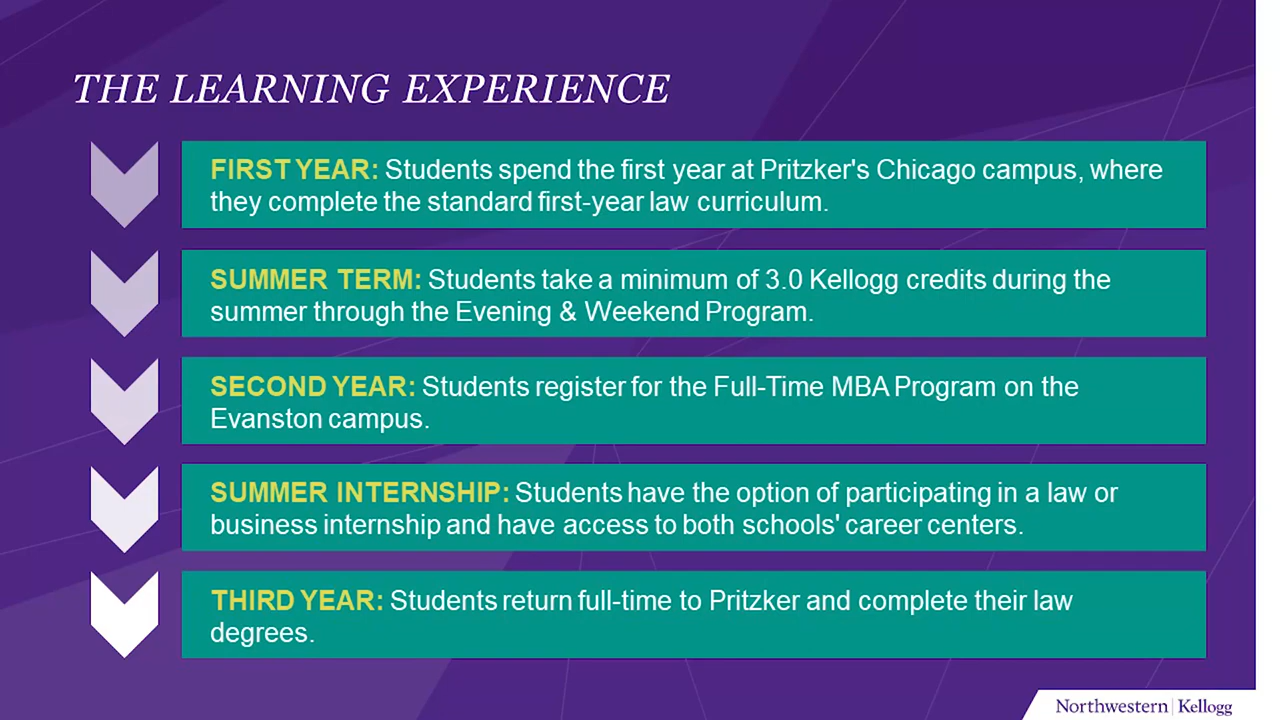 THE LEARNING EXPERIENCE
FIRST YEAR: Students spend the first year at Pritzker's Chicago campus, where
they complete the standard first-year law curriculum.
SUMMER TERM: Students take a minimum of 3.0 Kellogg credits during the
summer through the Evening & Weekend Program.
SECOND YEAR: Students register for the Full-Time MBA Program on the
Evanston campus.
SUMMER INTERNSHIP: Students have the option of participating in a law or
business internship and have access to both schools' career centers.
THIRD YEAR: Students return full-time to Pritzker and complete their law
degrees.
Northwestern | Kellogg